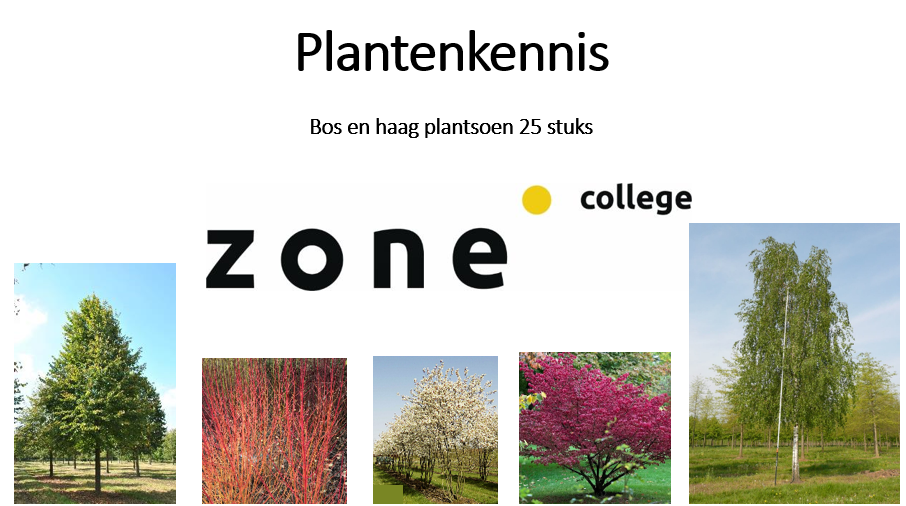 Plantenkennis
Bos en haag plantsoen 25 stuks
zone college